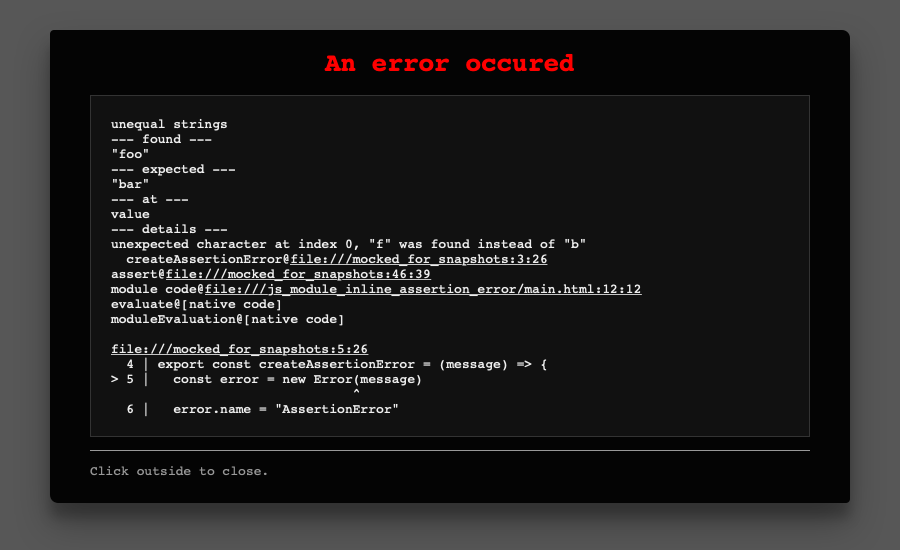 An error occured
unequal strings
--- found ---
"foo"
--- expected ---
"bar"
--- at ---
value
--- details ---
unexpected character at index 0, "f" was found instead of "b"
  createAssertionError@file:///mocked_for_snapshots:3:26
assert@file:///mocked_for_snapshots:46:39
module code@file:///js_module_inline_assertion_error/main.html:12:12
evaluate@[native code]
moduleEvaluation@[native code]

file:///mocked_for_snapshots:5:26
  4 | export const createAssertionError = (message) => {
> 5 |   const error = new Error(message)
                               ^
  6 |   error.name = "AssertionError"
Click outside to close.